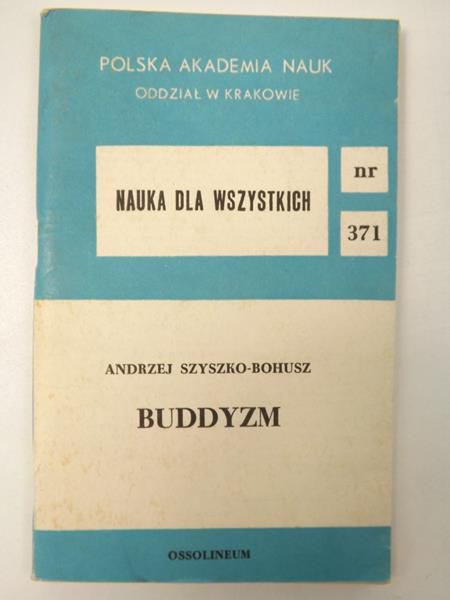 POLSKA AKADEMIA NAUK
ODDZIAŁ W KRAKOWIE
NAUKA DLA WSZYSTKICH
nr
371
ANDRZEJ SZYSZKO-BOHUSZ
BUDDYZM
OSSOLINEUM